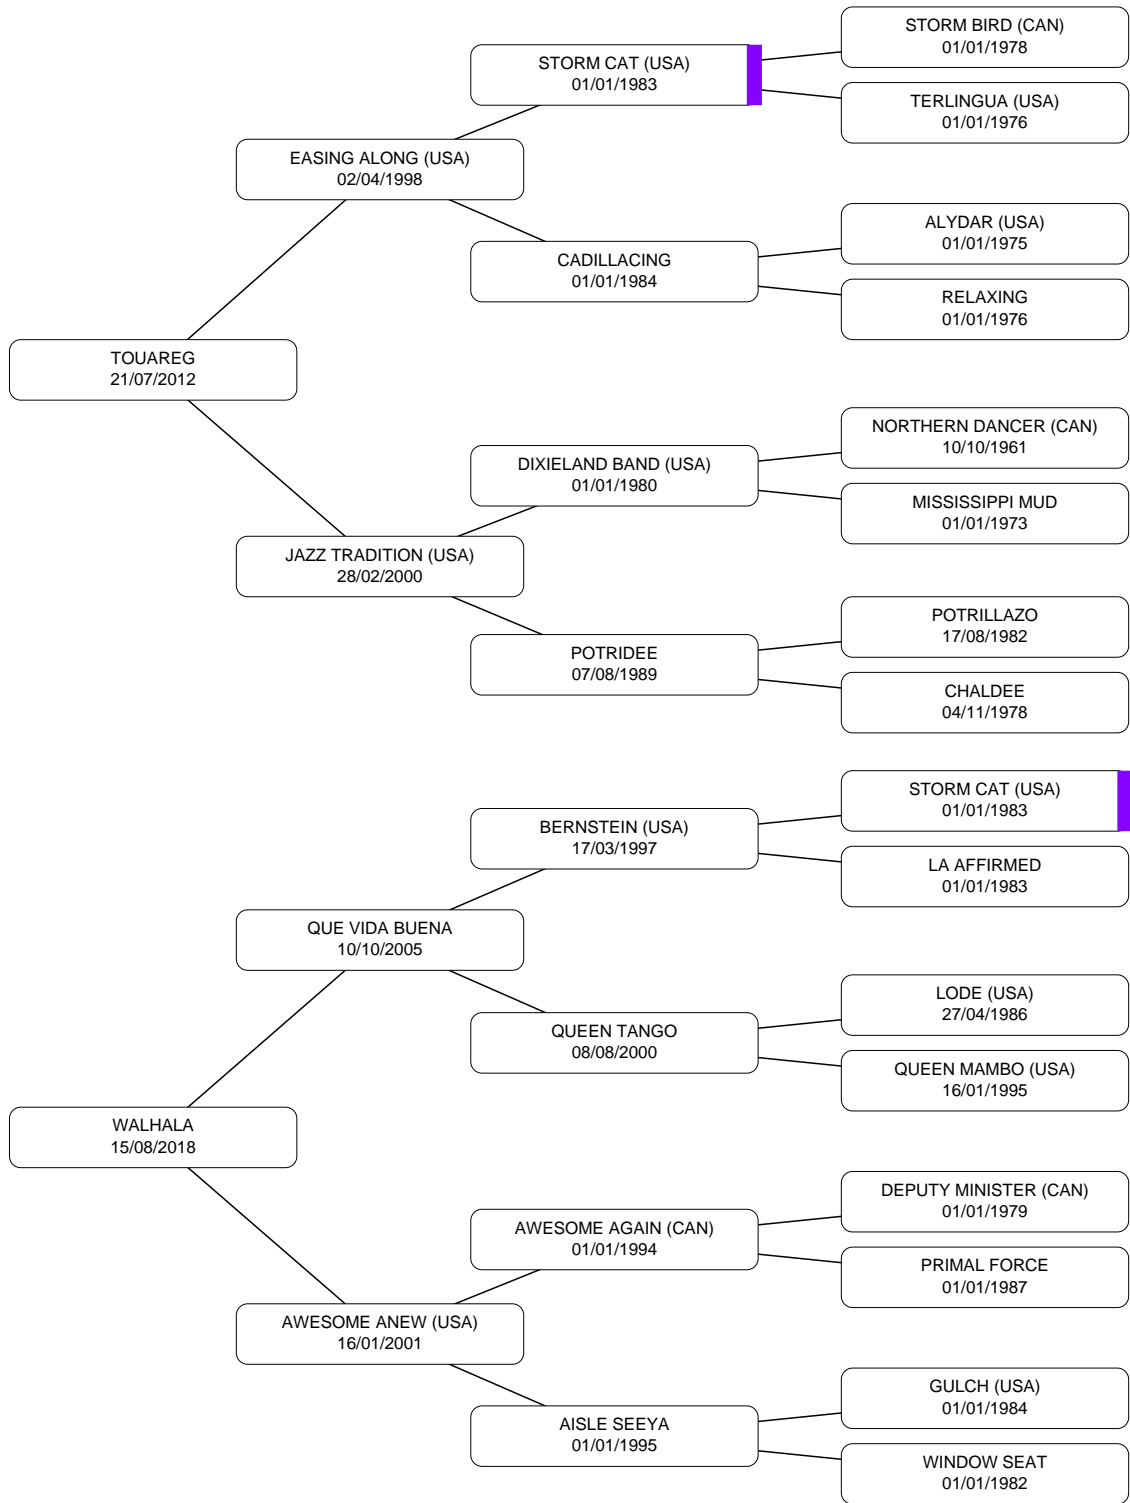 STORM BIRD (CAN)
01/01/1978
STORM CAT (USA)
01/01/1983
TERLINGUA (USA)
01/01/1976
EASING ALONG (USA)
02/04/1998
ALYDAR (USA)
01/01/1975
CADILLACING
01/01/1984
RELAXING
01/01/1976
TOUAREG
21/07/2012
NORTHERN DANCER (CAN)
10/10/1961
DIXIELAND BAND (USA)
01/01/1980
MISSISSIPPI MUD
01/01/1973
JAZZ TRADITION (USA)
28/02/2000
POTRILLAZO
17/08/1982
POTRIDEE
07/08/1989
CHALDEE
04/11/1978
STORM CAT (USA)
01/01/1983
BERNSTEIN (USA)
17/03/1997
LA AFFIRMED
01/01/1983
QUE VIDA BUENA
10/10/2005
LODE (USA)
27/04/1986
QUEEN TANGO
08/08/2000
QUEEN MAMBO (USA)
16/01/1995
WALHALA
15/08/2018
DEPUTY MINISTER (CAN)
01/01/1979
AWESOME AGAIN (CAN)
01/01/1994
PRIMAL FORCE
01/01/1987
AWESOME ANEW (USA)
16/01/2001
GULCH (USA)
01/01/1984
AISLE SEEYA
01/01/1995
WINDOW SEAT
01/01/1982